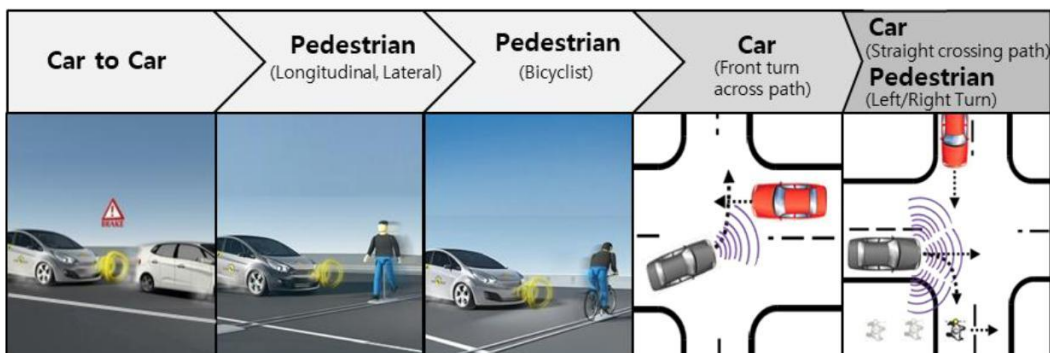 Car to Car
Pedestrian
(Longitudinal, Lateral)
Pedestrian
(Bicyclist)
Car
(Front turn
across path)
Car
(Straight crossing path)
Pedestrian
(Left/Right Turn)
BRAKE